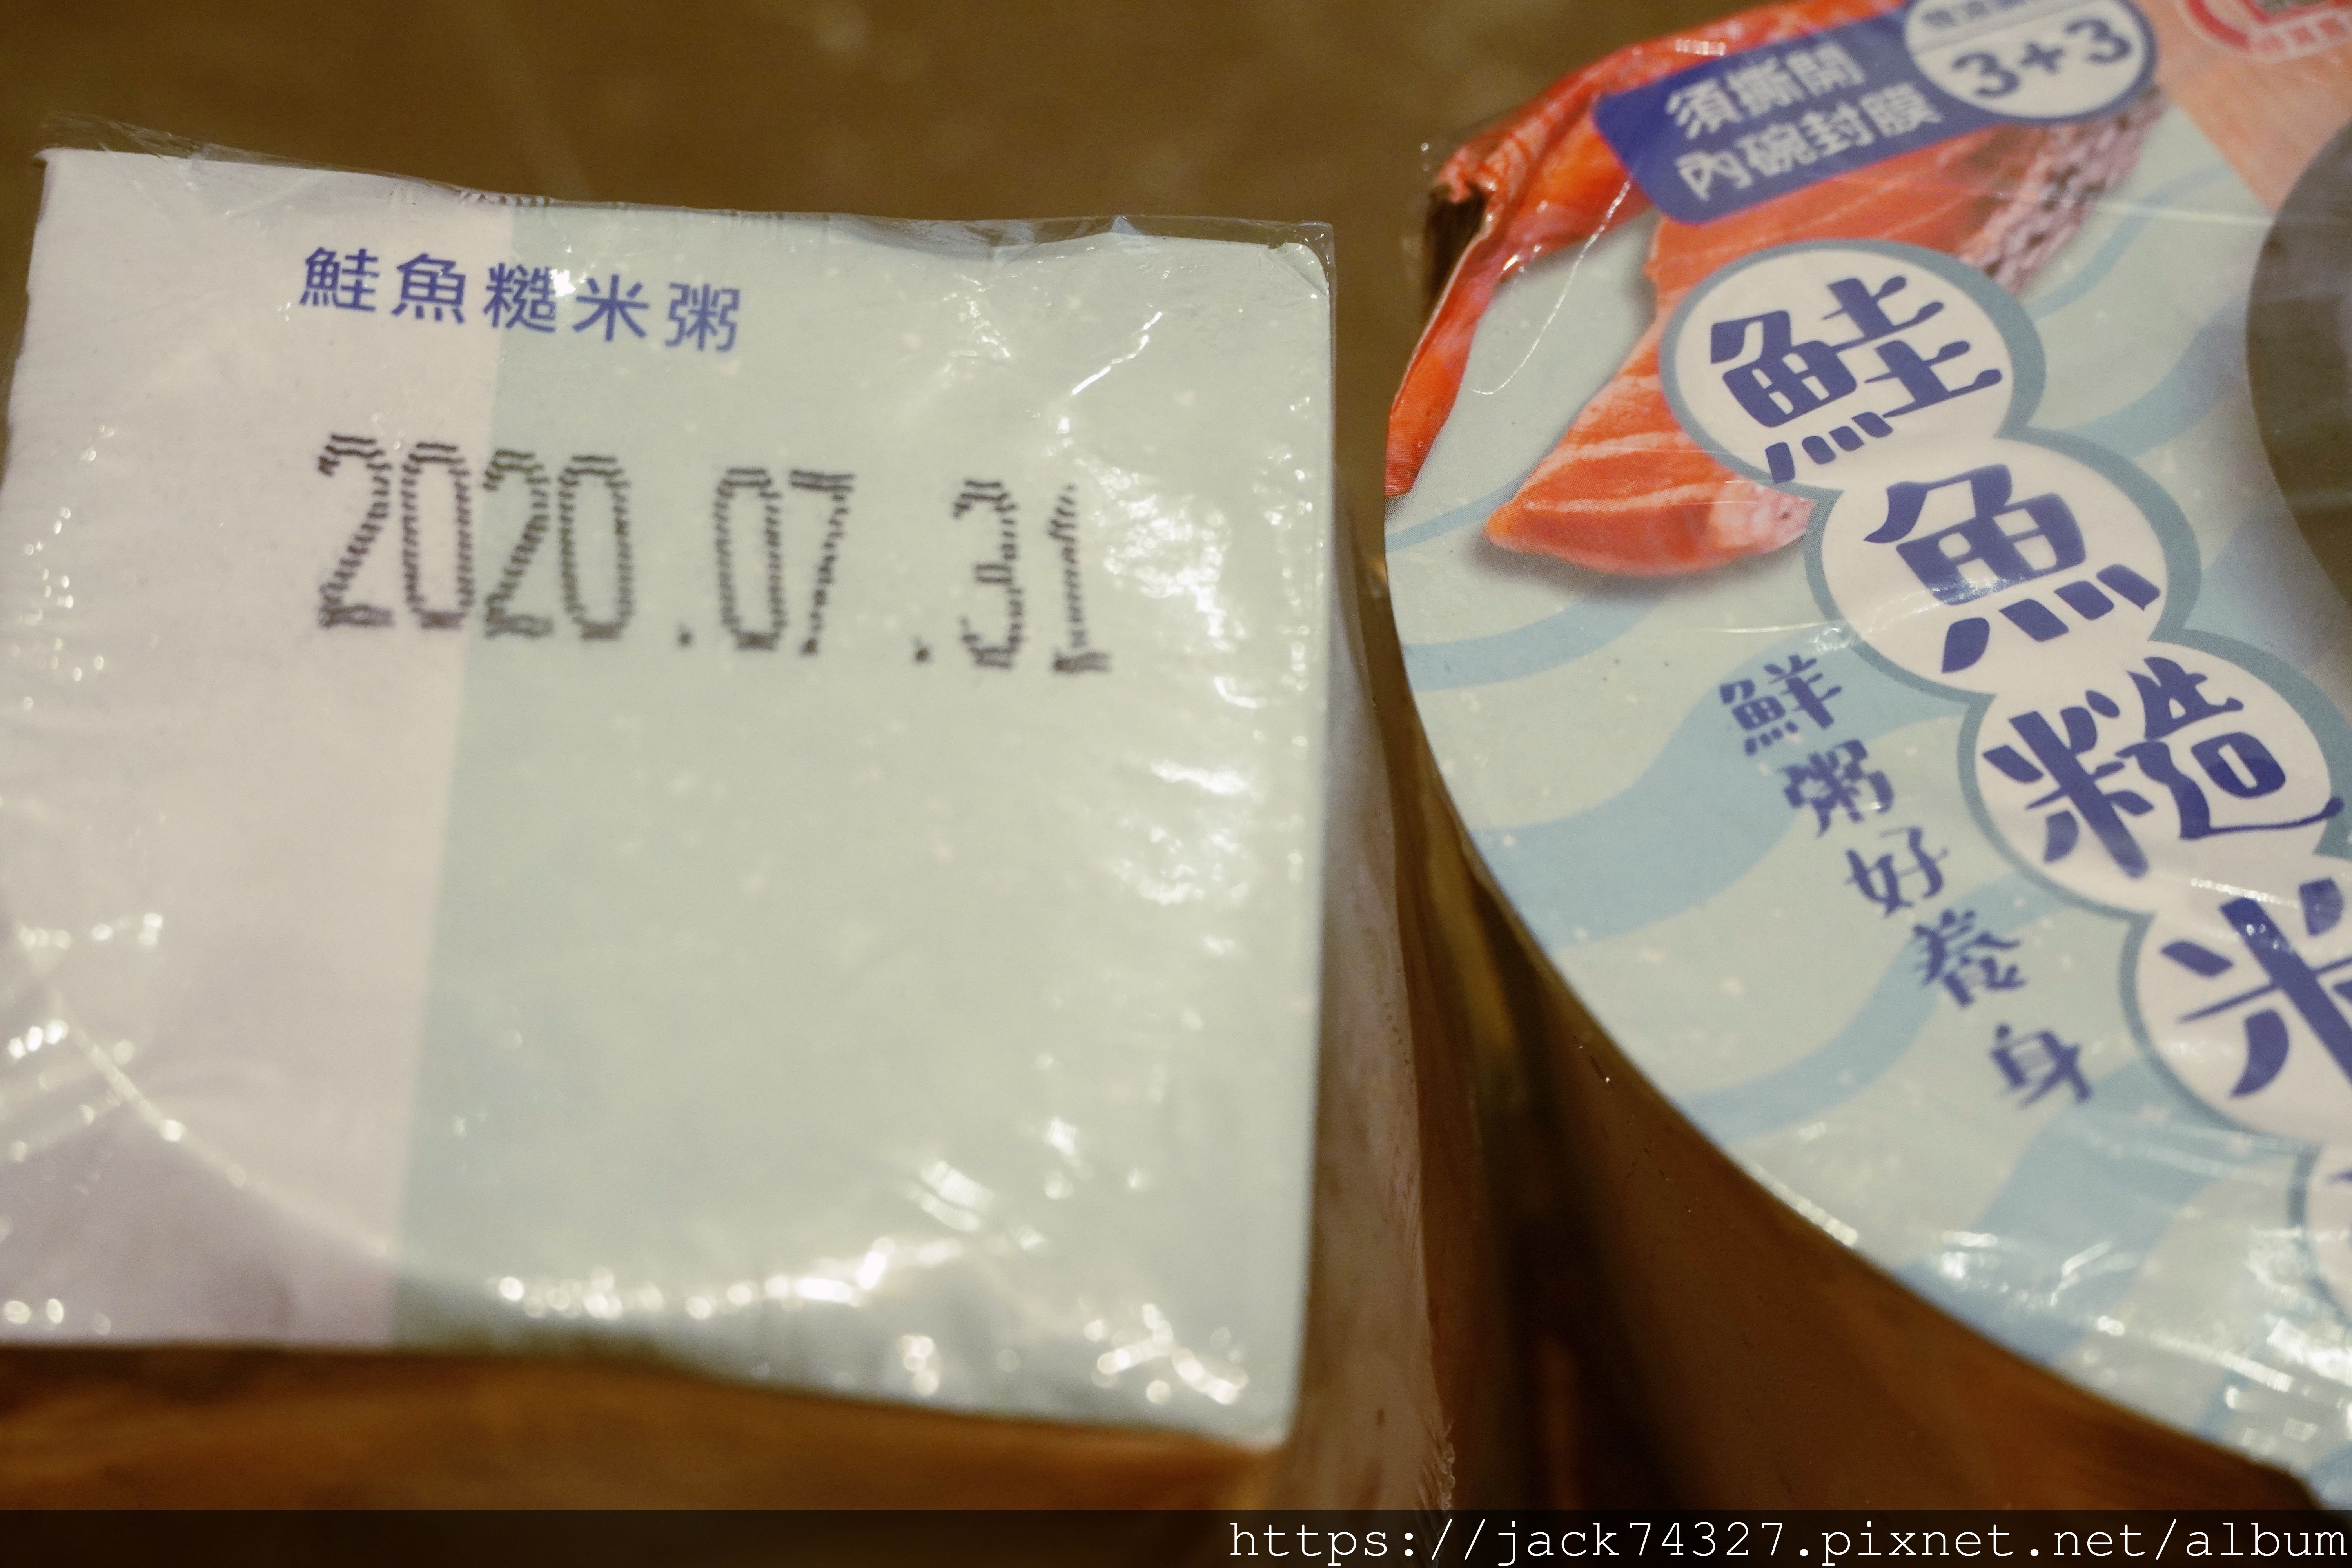 鮭魚糙米粥
2020.07.31
3+3
須撕開
內碗封膜
鮭魚糙米
鮮粥好養身
https://jack74327.pixnet.net/album